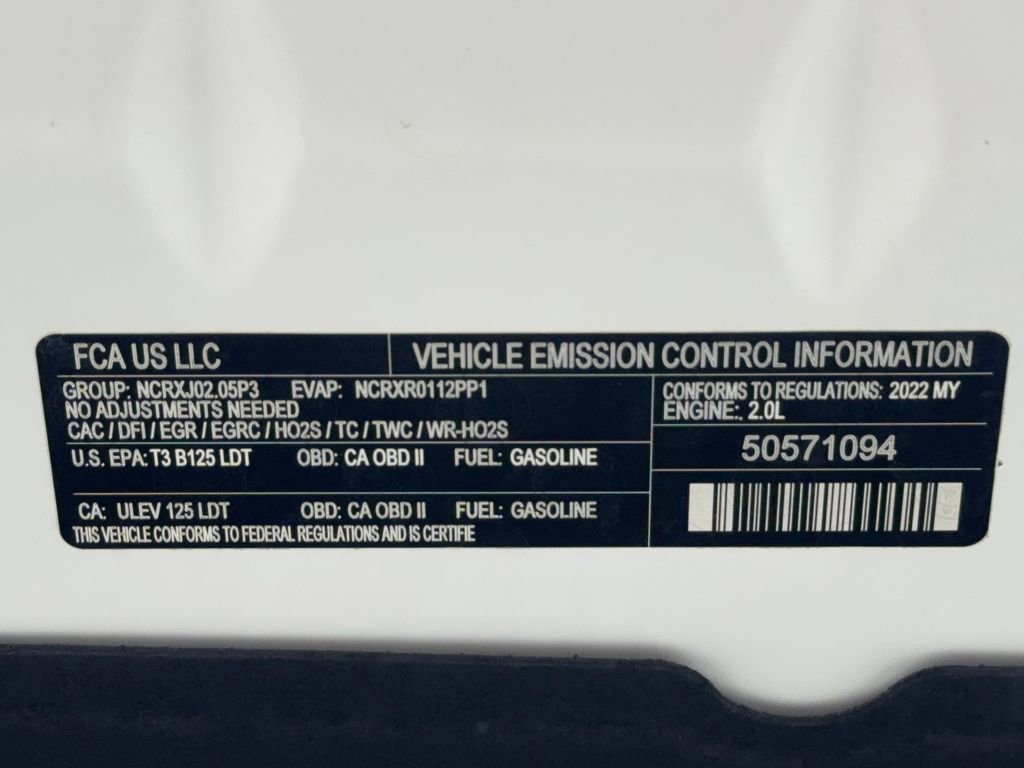 FCA US LLC
VEHICLE EMISSION CONTROL INFORMATION
GROUP: NCRXJ02.05P3 EVAP: NCRXR0112PP1
NO ADJUSTMENTS NEEDED
CAC / DFI / EGR / EGRC / HO2S / TC / TWC / WR-HO2S
U.S. EPA: T3 B125 LDT OBD: CA OBD II FUEL: GASOLINE
CA: ULEV 125 LDT OBD: CA OBD II FUEL: GASOLINE
THIS VEHICLE CONFORMS TO FEDERAL REGULATIONS AND IS CERTIFIE
CONFORMS TO REGULATIONS: 2022 MY
ENGINE: 2.0L
50571094